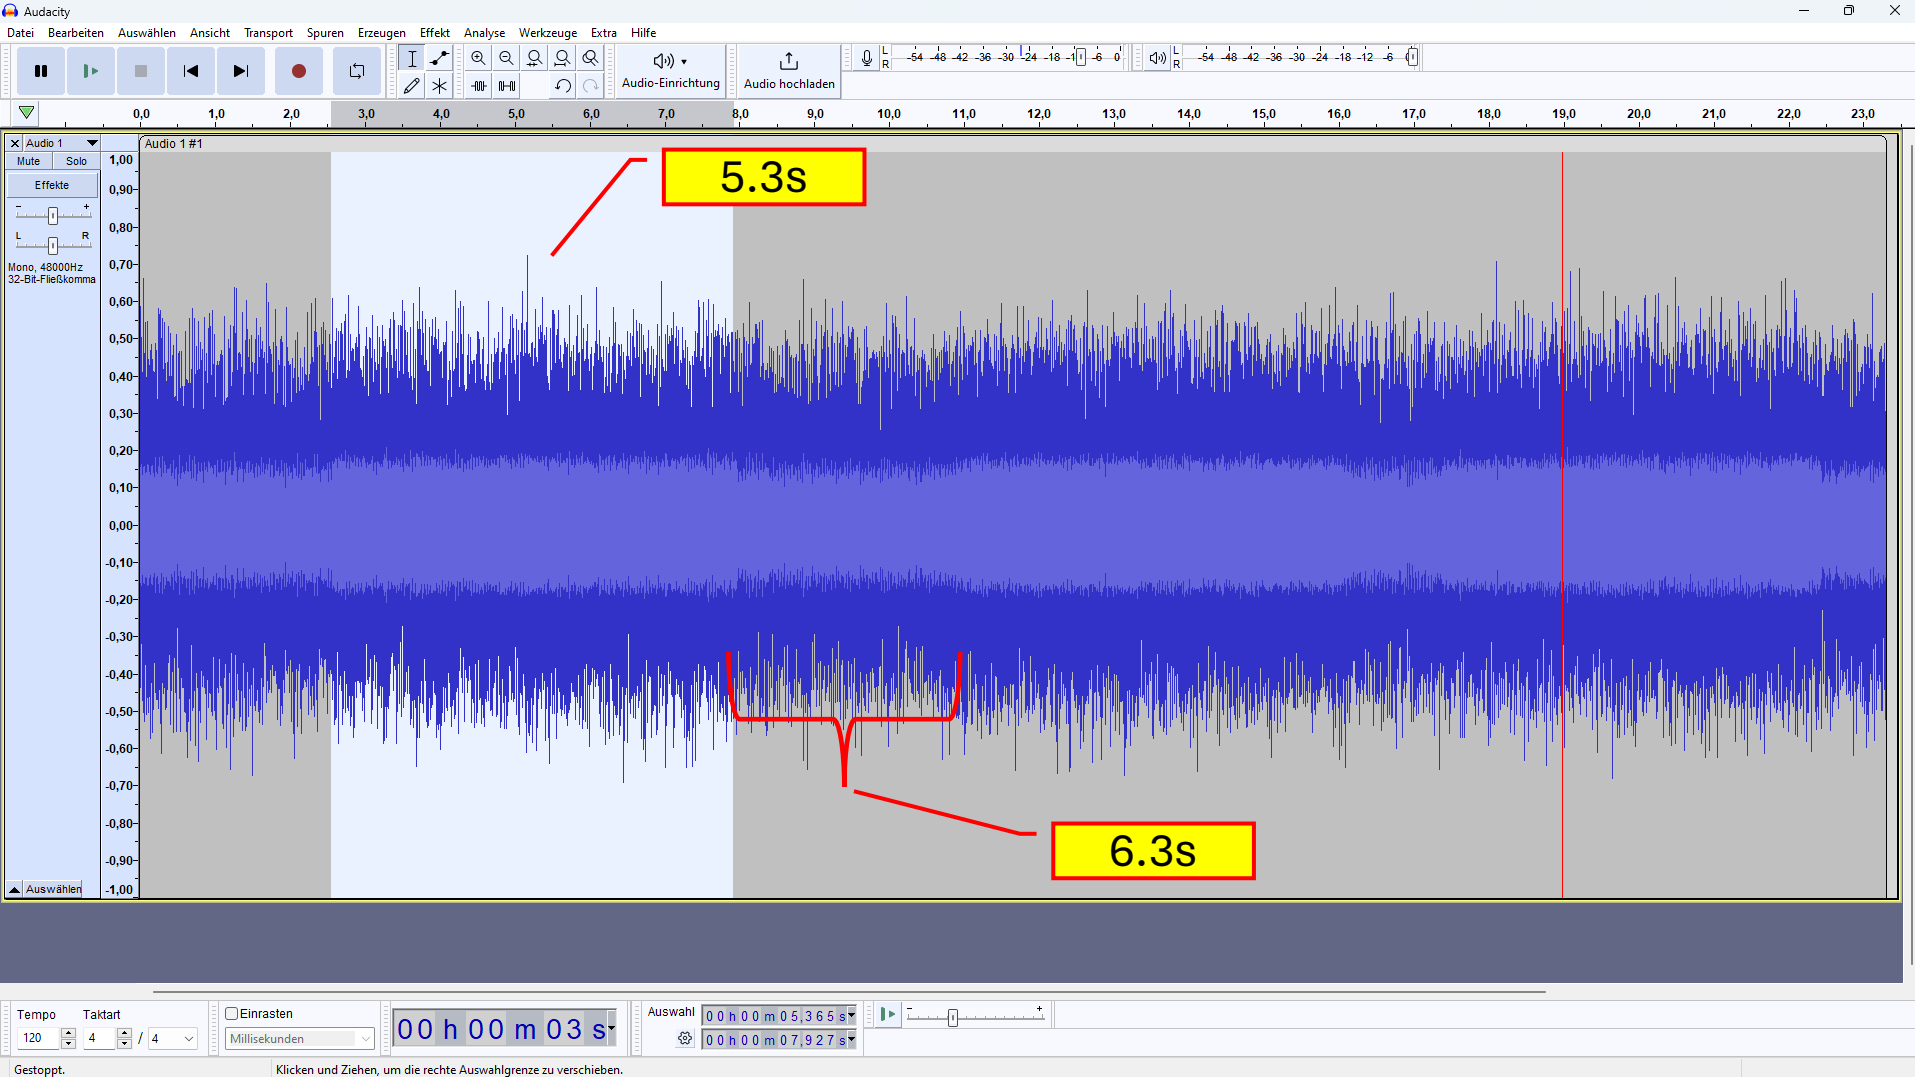 Audacity
Datei Bearbeiten Auswählen Ansicht Transport Spuren Erzeugen Effekt Analyse Werkzeuge Extra Hilfe
Audio-Einrichtung
Audio hochladen
L
R
-54 -48 -42 -36 -30 -24 -18 -1 -6 0
L
R
-54 -48 -42 -36 -30 -24 -18 -12 -6 0
0,0 1,0 2,0 3,0 4,0 5,0 6,0 7,0 8,0 9,0 10,0 11,0 12,0 13,0 14,0 15,0 16,0 17,0 18,0 19,0 20,0 21,0 22,0 23,0
Audio 1
Audio 1 #1
Mute Solo
Effekte
- +
L R
Mono, 48000Hz
32-Bit-Fließkomma
1,00
0,90
0,80
0,70
0,60
0,50
0,40
0,30
0,20
0,10
0,00
-0,10
-0,20
-0,30
-0,40
-0,50
-0,60
-0,70
-0,80
-0,90
-1,00
5.3s
6.3s
Auswählen
Tempo
120
Taktart
4 / 4
Einrasten
Millisekunden
00 h 00 m 03 s
Auswahl
00 h 00 m 05,365 s
00 h 00 m 07,927 s
- +
Gestoppt.
Klicken und Ziehen, um die rechte Auswahlgrenze zu verschieben.